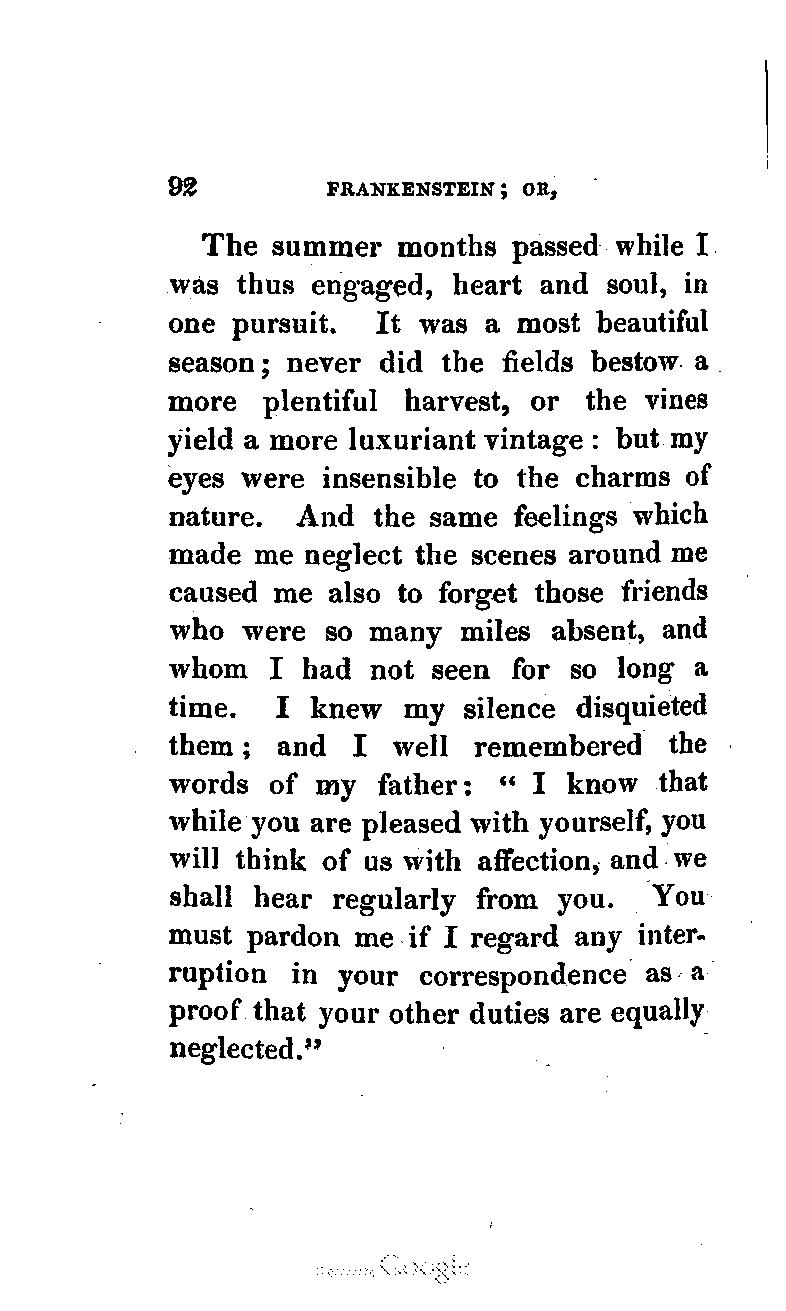 92 FRANKENSTEIN; OR,
The summer months passed while I
was thus engaged, heart and soul, in
one pursuit. It was a most beautiful
season; never did the fields bestow a
more plentiful harvest, or the vines
yield a more luxuriant vintage: but my
eyes were insensible to the charms of
nature. And the same feelings which
made me neglect the scenes around me
caused me also to forget those friends
who were so many miles absent, and
whom I had not seen for so long a
time. I knew my silence disquieted
them; and I well remembered the
words of my father: “ I know that
while you are pleased with yourself, you
will think of us with affection, and we
shall hear regularly from you. You
must pardon me if I regard any inter-
ruption in your correspondence as a
proof that your other duties are equally
neglected.”
Google